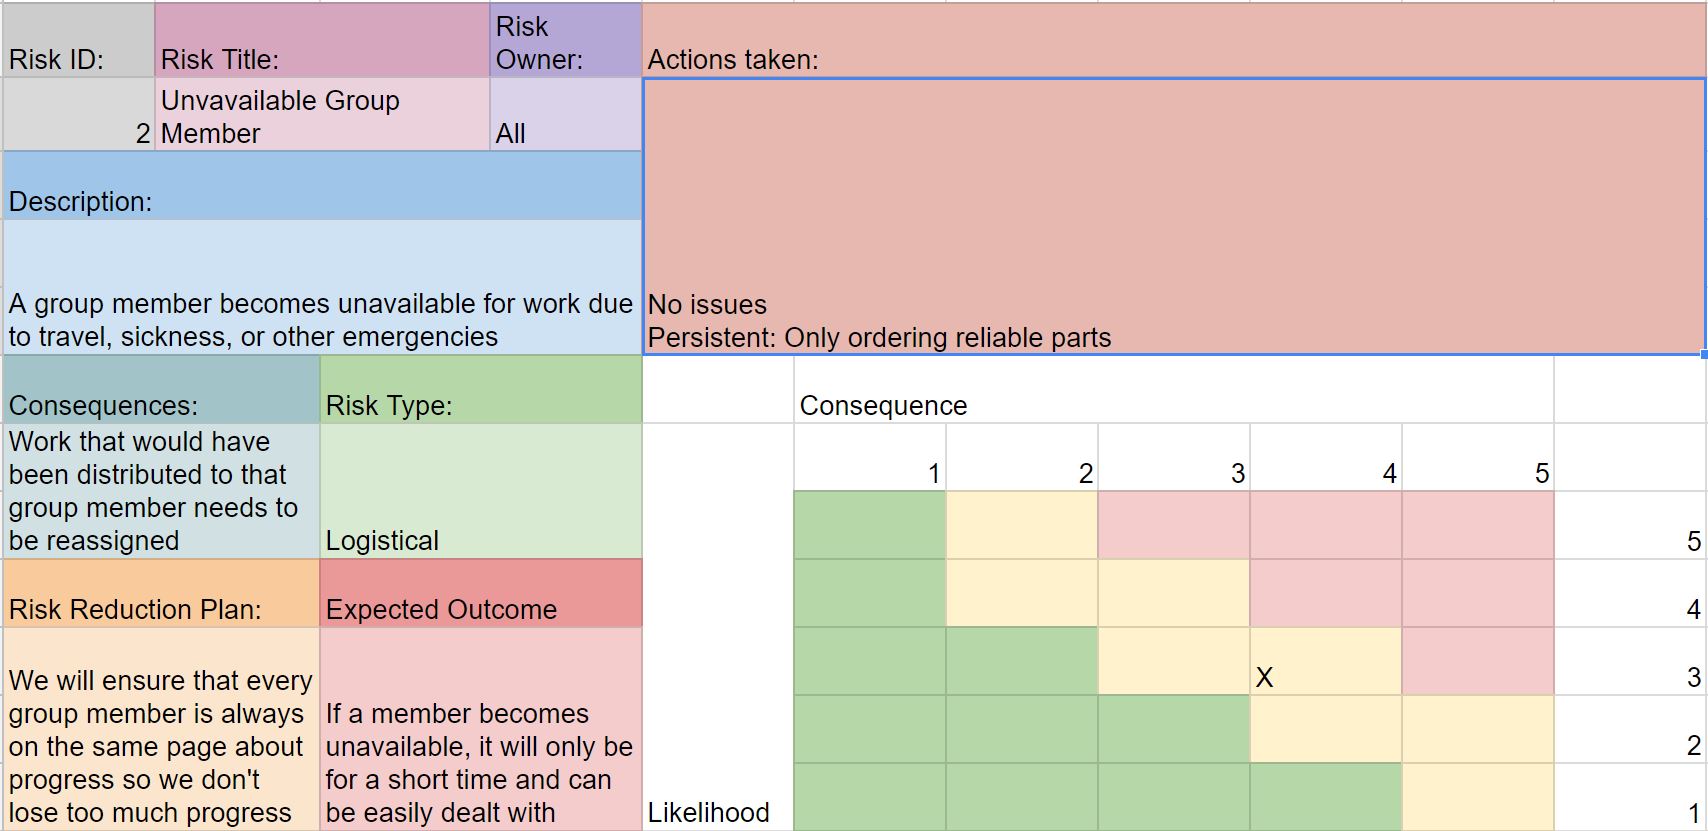 Risk ID:
Risk Title:
Risk
Owner:
Actions taken:
2
Unvavailable Group
Member
All
Description:
A group member becomes unavailable for work due
to travel, sickness, or other emergencies
No issues
Persistent: Only ordering reliable parts
Consequences:
Risk Type:
Consequence
Work that would have
been distributed to that
group member needs to
be reassigned
Logistical
1 2 3 4 5
5
Risk Reduction Plan:
Expected Outcome
4
We will ensure that every
group member is always
on the same page about
progress so we don't
lose too much progress
If a member becomes
unavailable, it will only be
for a short time and can
be easily dealt with
Likelihood
X
3
2
1